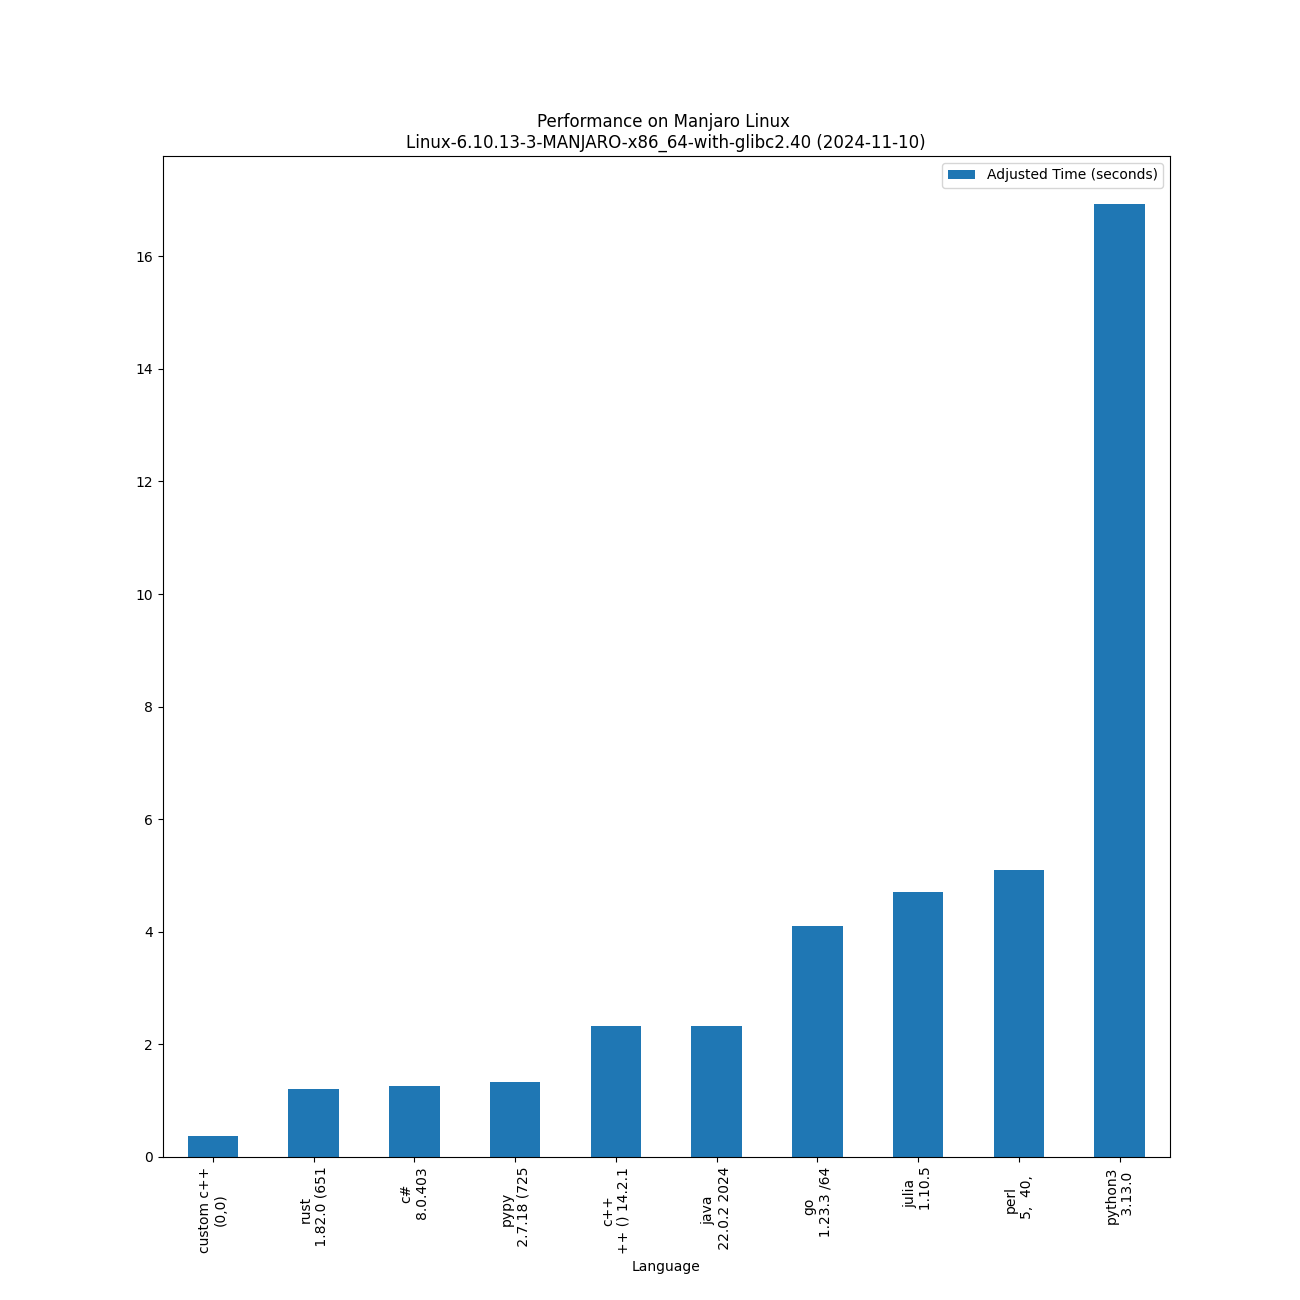 Performance on Manjaro Linux
Linux-6.10.13-3-MANJARO-x86_64-with-glibc2.40 (2024-11-10)
Adjusted Time (seconds)
16
14
12
10
8
6
4
2
0
custom c++
(0,0)
rust
1.82.0 (651
c#
8.0.403
pypy
2.7.18 (725
c++
++ () 14.2.1
java
22.0.2 2024
go
1.23.3 /64
julia
1.10.5
perl
5, 40,
python3
3.13.0
Language